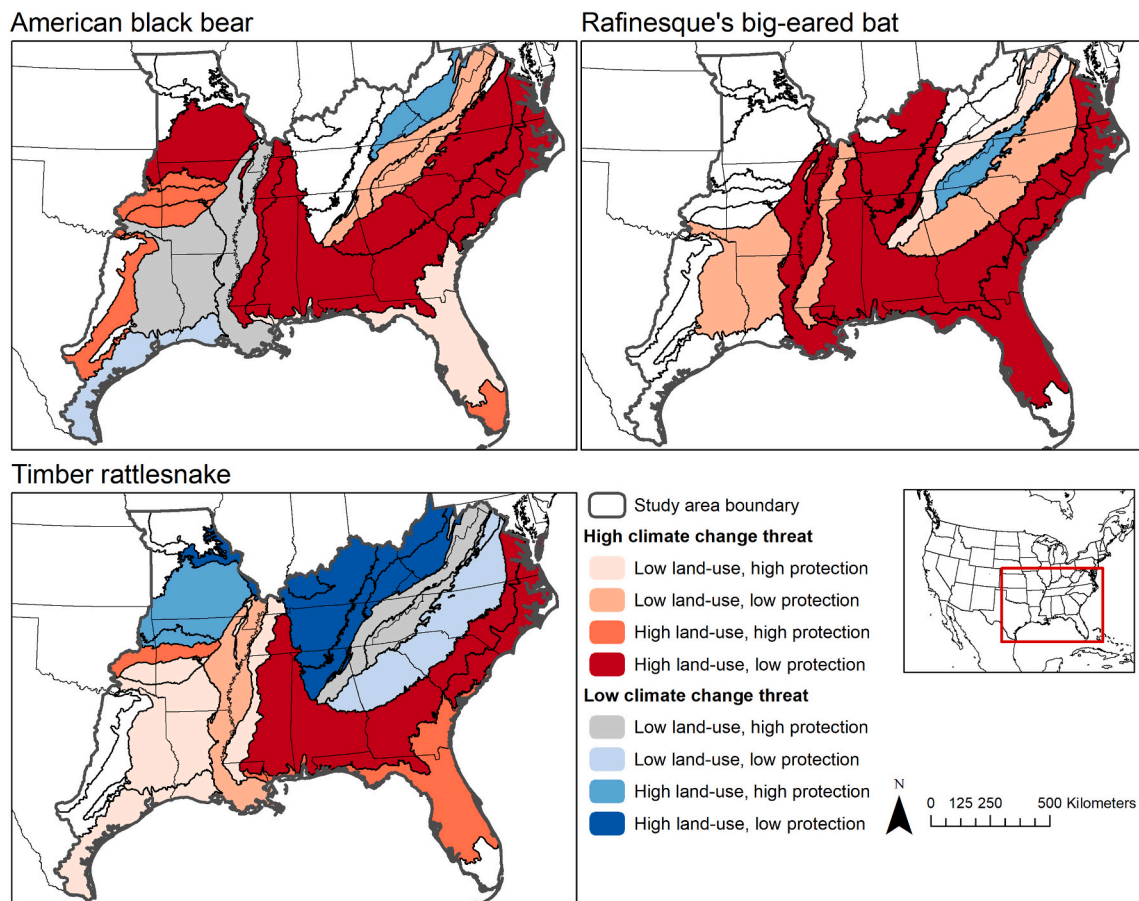 American black bear
Rafinesque's big-eared bat
Timber rattlesnake
Study area boundary
High climate change threat
Low land-use, high protection
Low land-use, low protection
High land-use, high protection
High land-use, low protection
Low climate change threat
Low land-use, high protection
Low land-use, low protection
High land-use, high protection
High land-use, low protection
N
0 125 250 500 Kilometers